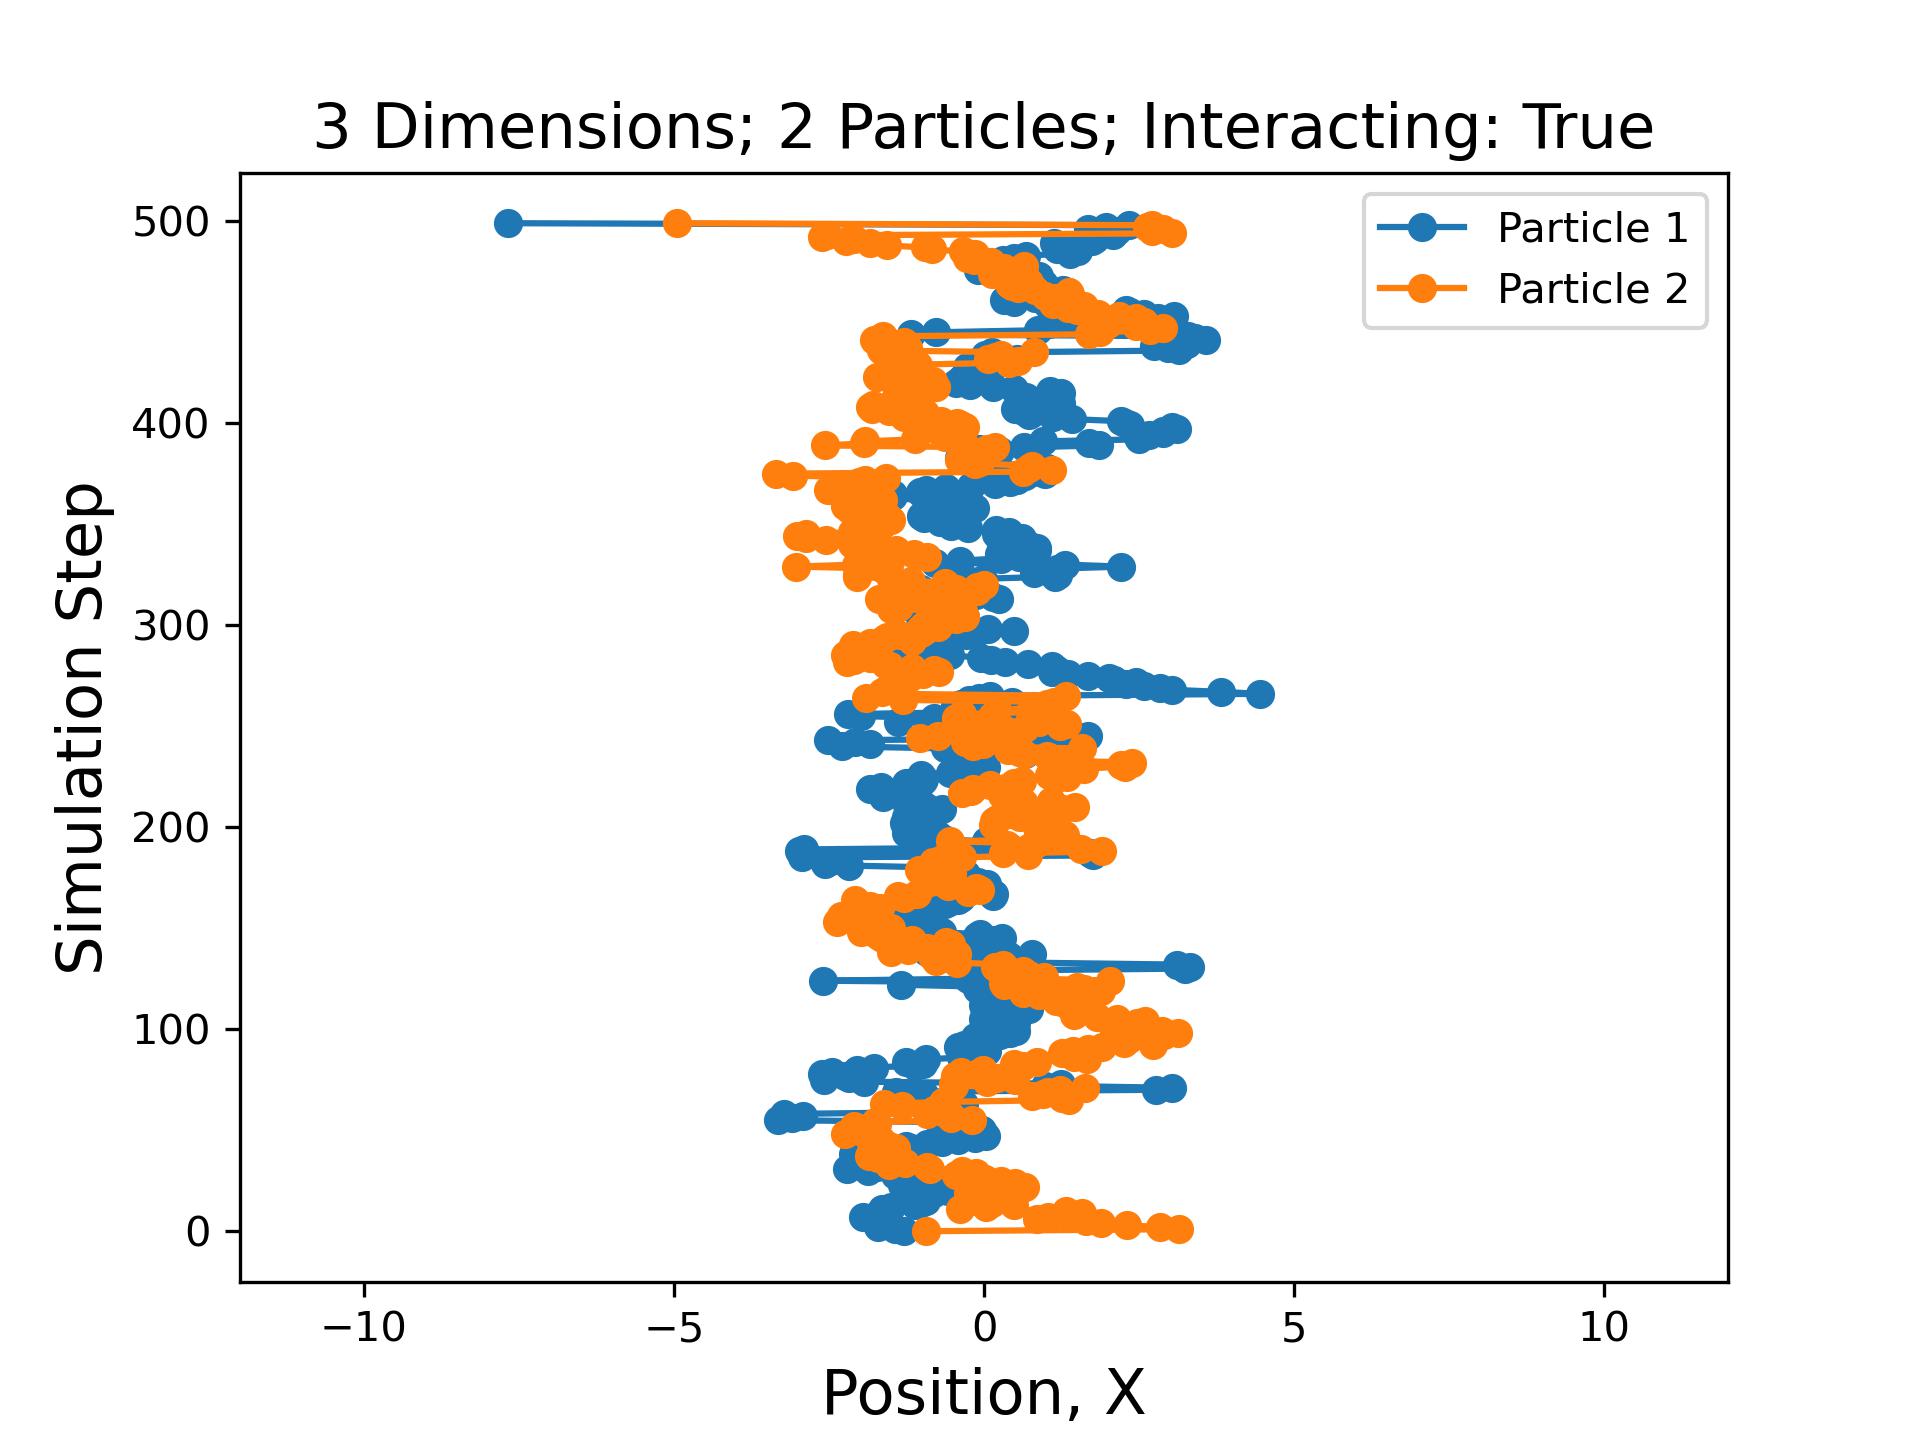 3 Dimensions; 2 Particles; Interacting: True
Particle 1
Particle 2
500
400
300
200
100
0
Simulation Step
−10
−5
0
5
10
Position, X